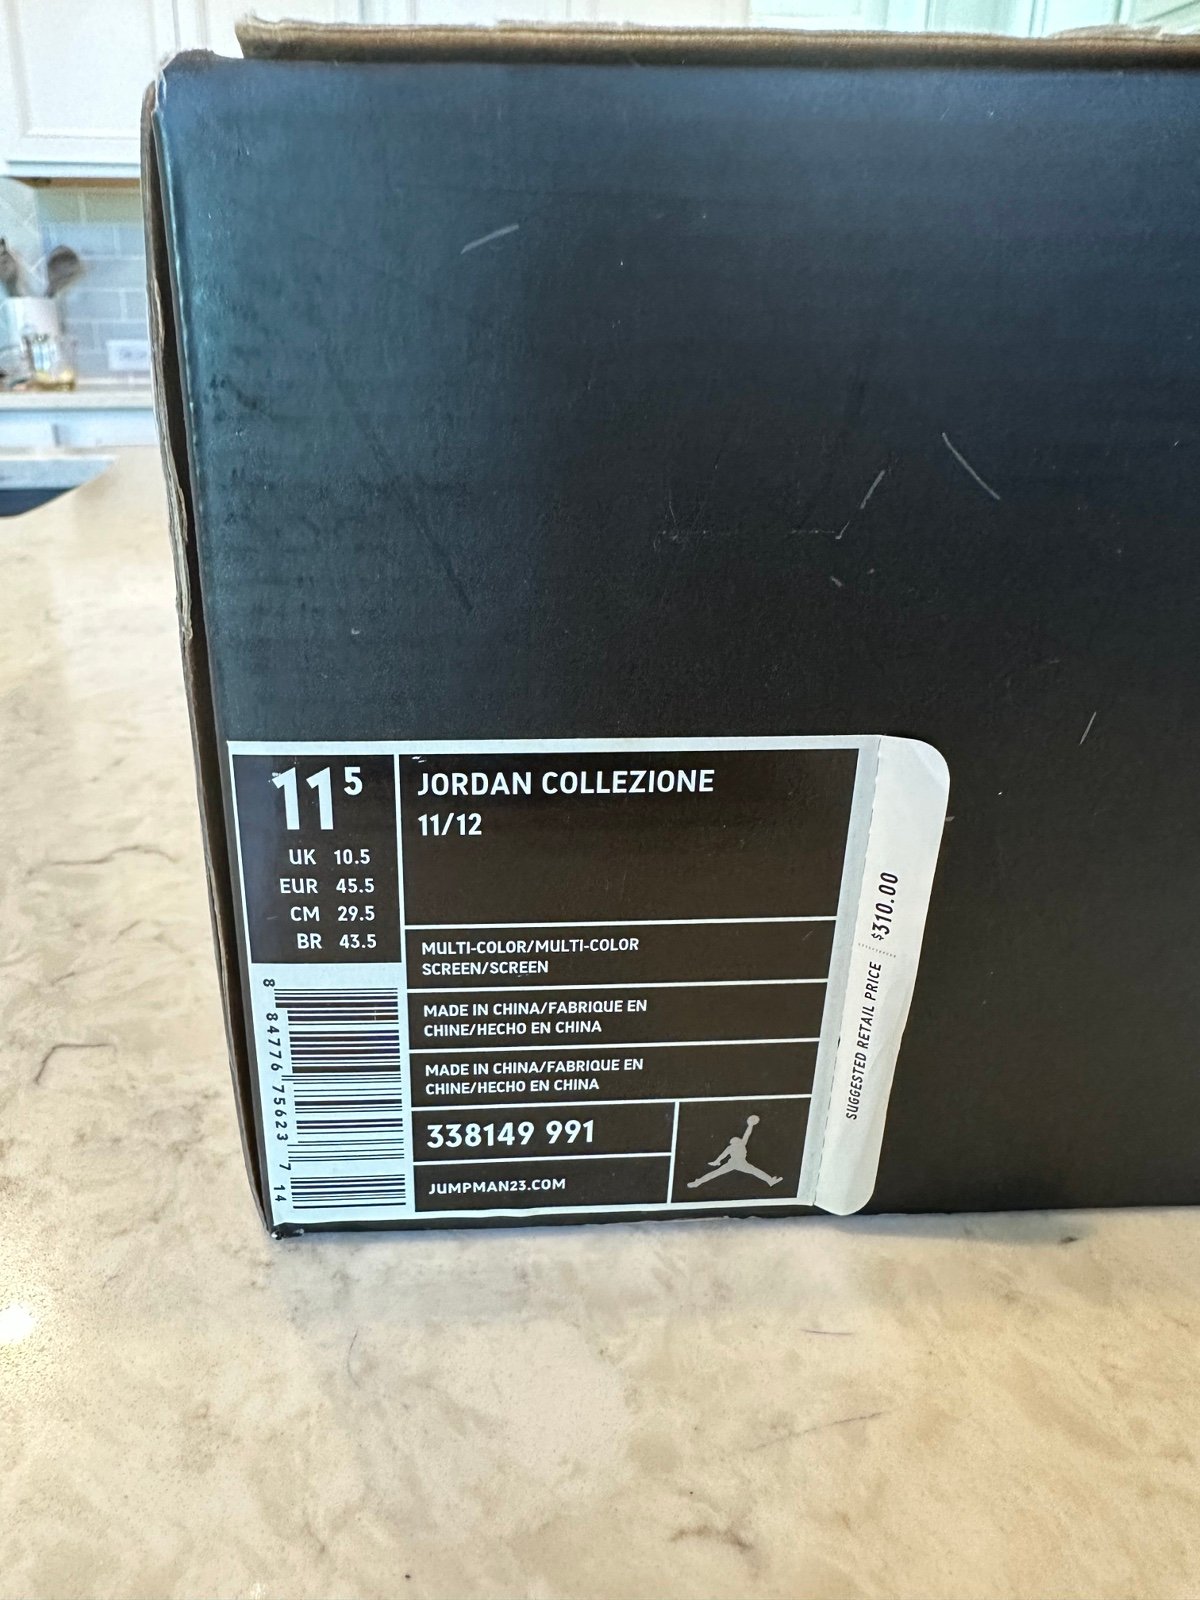 11 5
UK 10.5
EUR 45.5
CM 29.5
BR 43.5
8 84776 75623 7 14
JORDAN COLLEZIONE
11/12
MULTI-COLOR/MULTI-COLOR
SCREEN/SCREEN
MADE IN CHINA/FABRIQUE EN
CHINE/HECHO EN CHINA
MADE IN CHINA/FABRIQUE EN
CHINE/HECHO EN CHINA
338149 991
JUMPMAN23.COM
SUGGESTED RETAIL PRICE $310.00